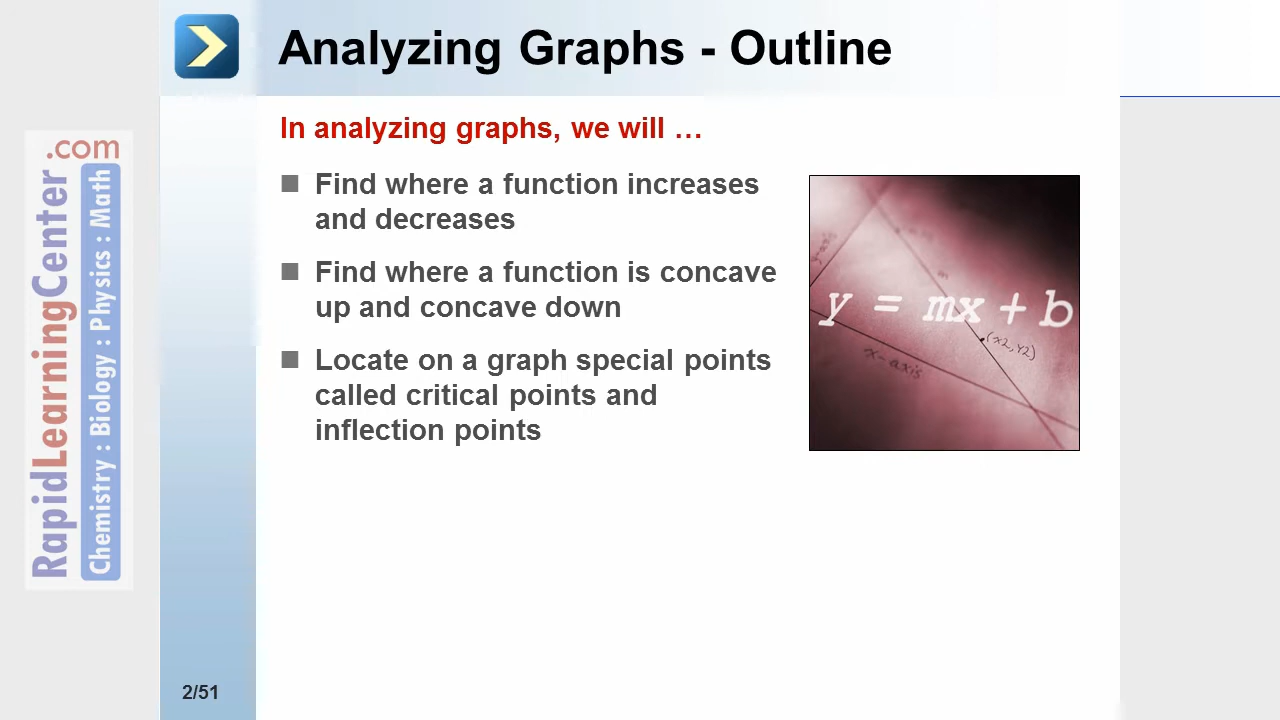 Analyzing Graphs - Outline
In analyzing graphs, we will …
Find where a function increases
and decreases
Find where a function is concave
up and concave down
Locate on a graph special points
called critical points and
inflection points
y = mx + b
(x2,y2)
x-axis
RapidLearningCenter.com
Chemistry : Biology : Physics : Math
2/51